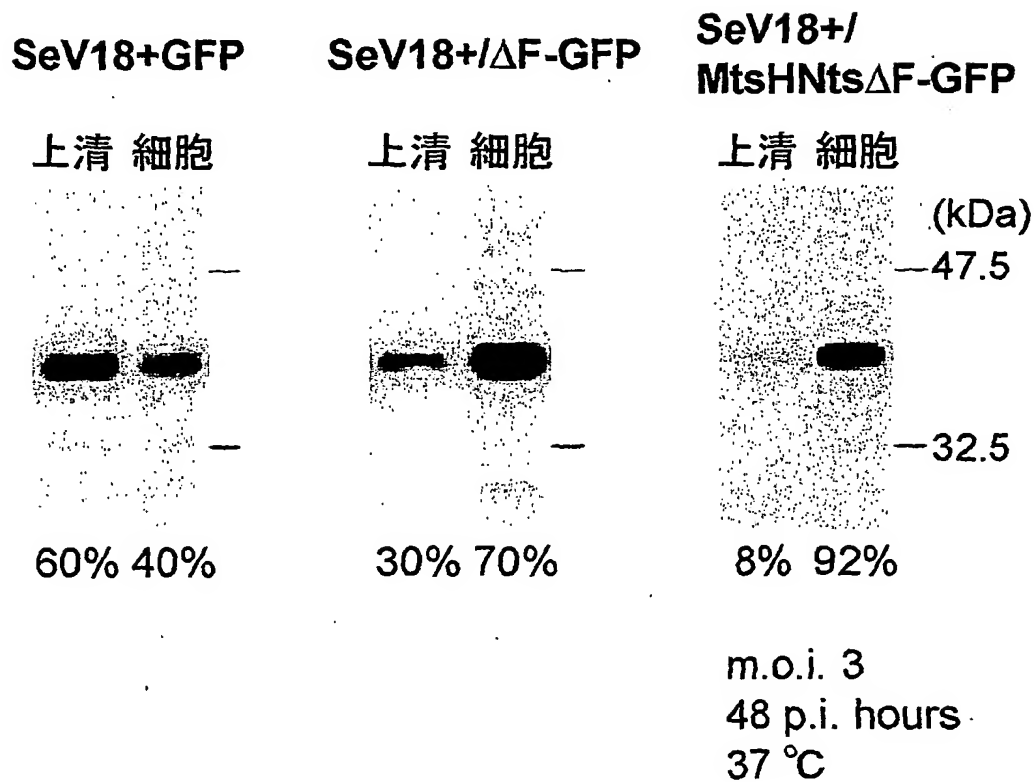 SeV18+GFP
SeV18+/ΔF-GFP
SeV18+/
MtsHNtsΔF-GFP
上清 細胞
上清 細胞
上清 細胞
(kDa)
47.5
32.5
60% 40%
30% 70%
8% 92%
m.o.i. 3
48 p.i. hours
37 °C